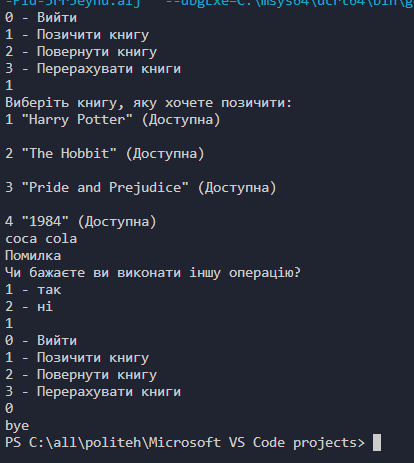 0 - Вийти
1 - Позичити книгу
2 - Повернути книгу
3 - Перерахувати книги
1
Виберіть книгу, яку хочете позичити:
1 "Harry Potter" (Доступна)
2 "The Hobbit" (Доступна)
3 "Pride and Prejudice" (Доступна)
4 "1984" (Доступна)
coca cola
Помилка
Чи бажаєте ви виконати іншу операцію?
1 - так
2 - ні
1
0 - Вийти
1 - Позичити книгу
2 - Повернути книгу
3 - Перерахувати книги
0
bye
PS C:\all\politeh\Microsoft VS Code projects>